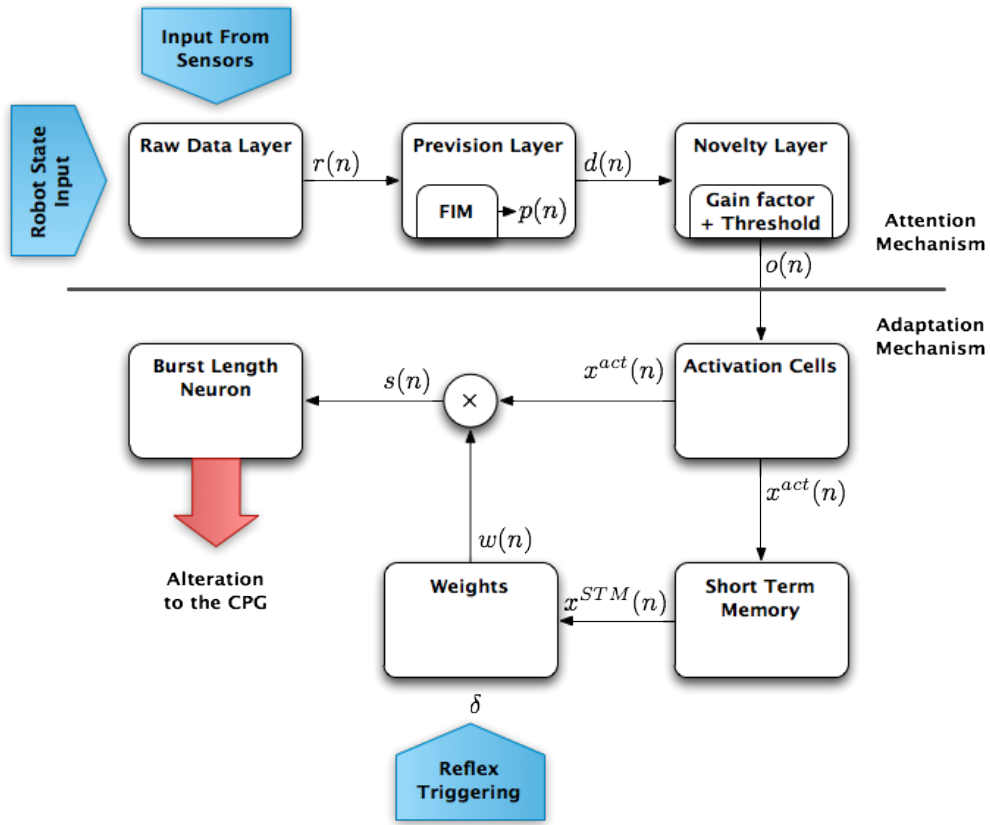 Input From
Sensors
Robot State
Input
Raw Data Layer
r(n)
Prevision Layer
FIM
p(n)
d(n)
Novelty Layer
Gain factor
+ Threshold
Attention
Mechanism
o(n)
Adaptation
Mechanism
Burst Length
Neuron
s(n)
×
x^{act}(n)
Activation Cells
x^{act}(n)
Alteration
to the CPG
w(n)
Weights
x^{STM}(n)
Short Term
Memory
δ
Reflex
Triggering